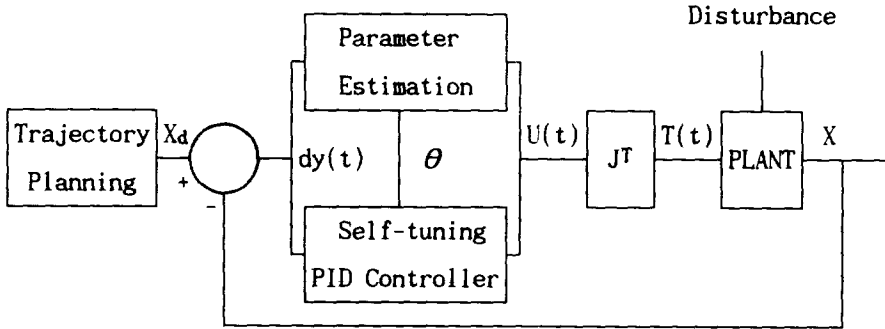 Disturbance
Parameter
Estimation
Trajectory
Planning
Xd
+
-
dy(t)
θ
U(t)
Jᵀ
T(t)
PLANT
X
Self-tuning
PID Controller